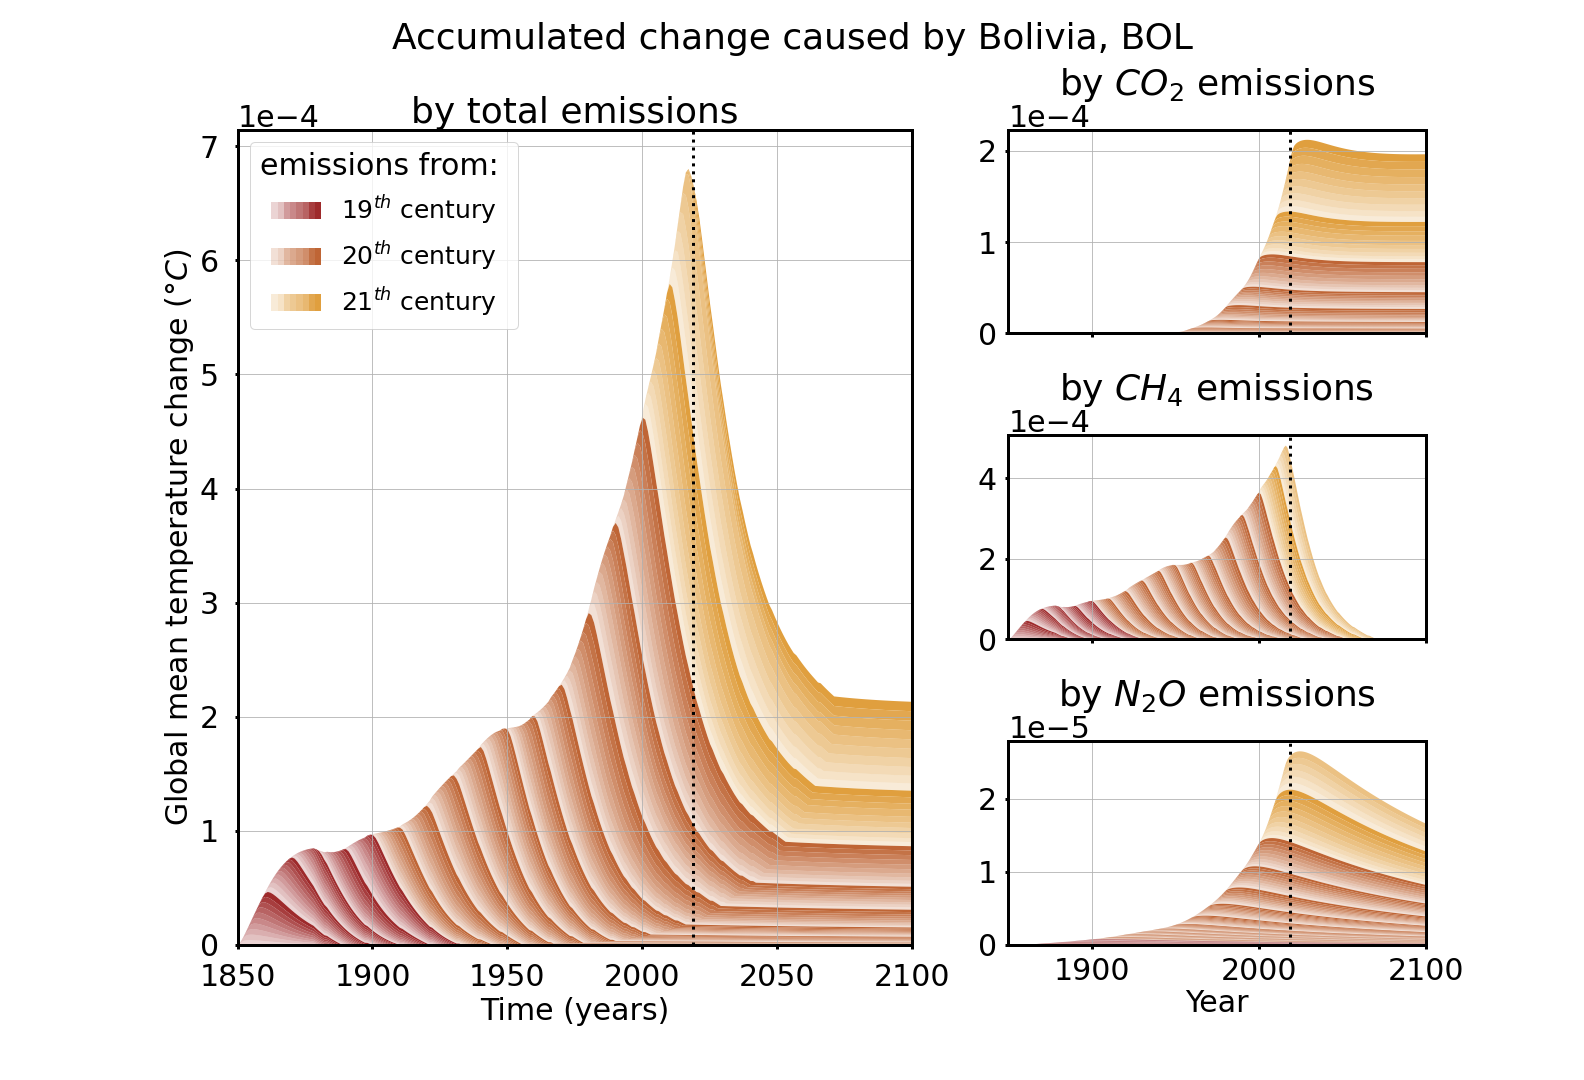 Accumulated change caused by Bolivia, BOL
by total emissions
1e−4
7
6
5
4
3
2
1
0
Global mean temperature change (°C)
emissions from:
19th century
20th century
21th century
1850 1900 1950 2000 2050 2100
Time (years)
by CO2 emissions
1e−4
2
1
0
by CH4 emissions
1e−4
4
2
0
by N2O emissions
1e−5
2
1
0
1900 2000 2100
Year